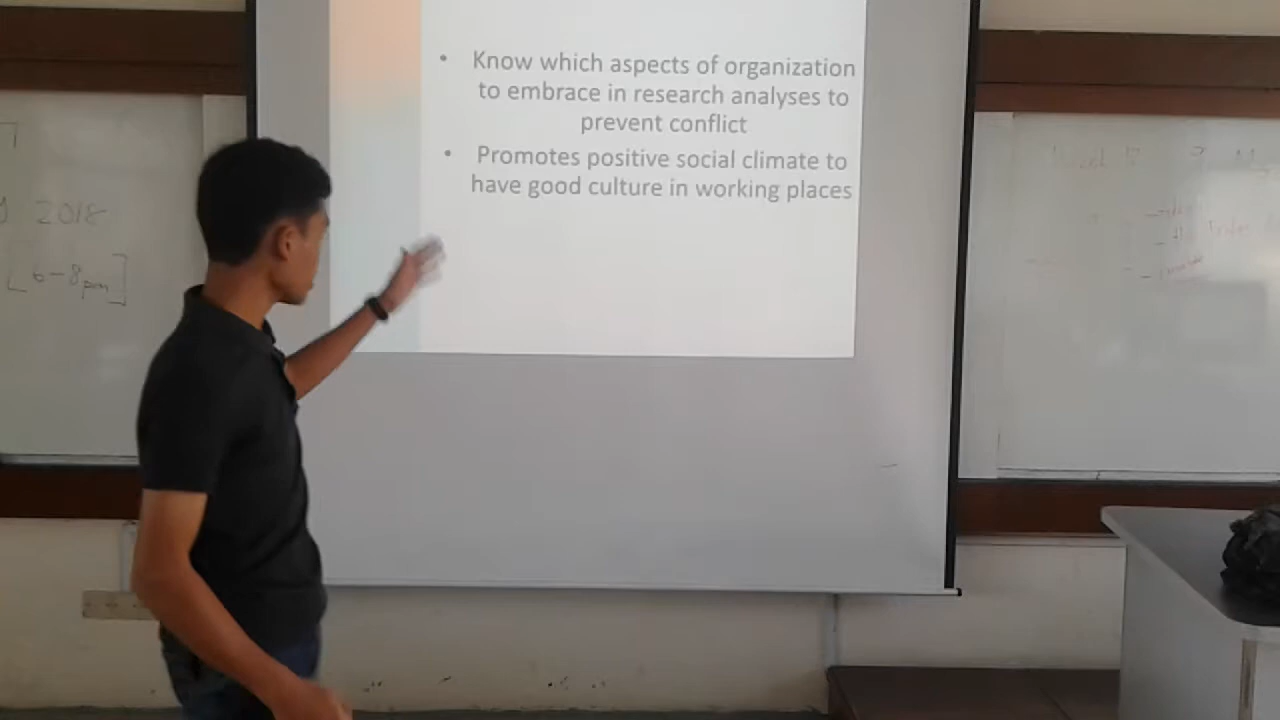 Know which aspects of organization
to embrace in research analyses to
prevent conflict
Promotes positive social climate to
have good culture in working places
2018
[6-8pm]